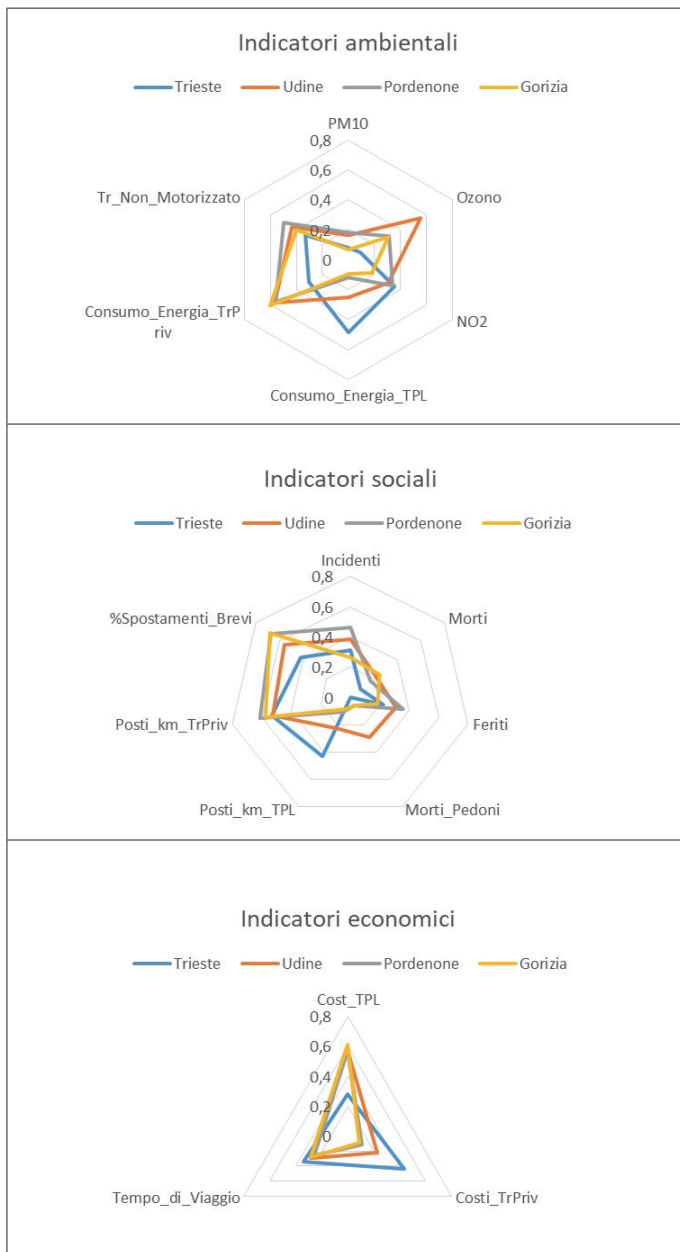 Indicatori ambientali
Trieste Udine Pordenone Gorizia
PM10
0,8
0,6
0,4
0,2
0
Ozono
NO2
Consumo_Energia_TPL
Consumo_Energia_TrP
riv
Tr_Non_Motorizzato
Indicatori sociali
Trieste Udine Pordenone Gorizia
Incidenti
0,8
0,6
0,4
0,2
0
Morti
Feriti
Morti_Pedoni
Posti_km_TPL
Posti_km_TrPriv
%Spostamenti_Brevi
Indicatori economici
Trieste Udine Pordenone Gorizia
Cost_TPL
0,8
0,6
0,4
0,2
0
Costi_TrPriv
Tempo_di_Viaggio